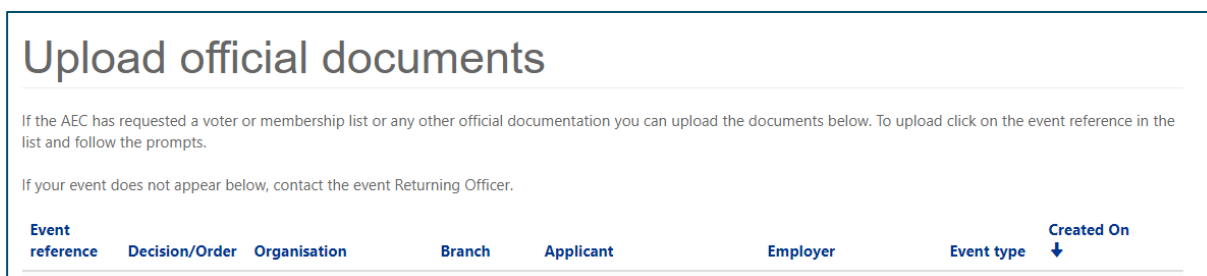 Upload official documents
If the AEC has requested a voter or membership list or any other official documentation you can upload the documents below. To upload click on the event reference in the
list and follow the prompts.
If your event does not appear below, contact the event Returning Officer.
Event reference Decision/Order Organisation Branch Applicant Employer Event type Created On